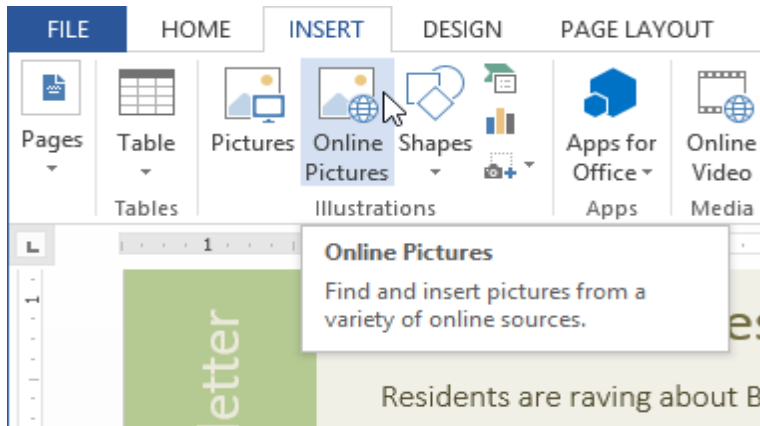 FILE HOME INSERT DESIGN PAGE LAYOUT
Pages Table Pictures Online Pictures Shapes Apps for Office Online Video
Tables Illustrations Apps Media
L 1
Online Pictures
Find and insert pictures from a
variety of online sources.
1
etter
es
Residents are raving about B